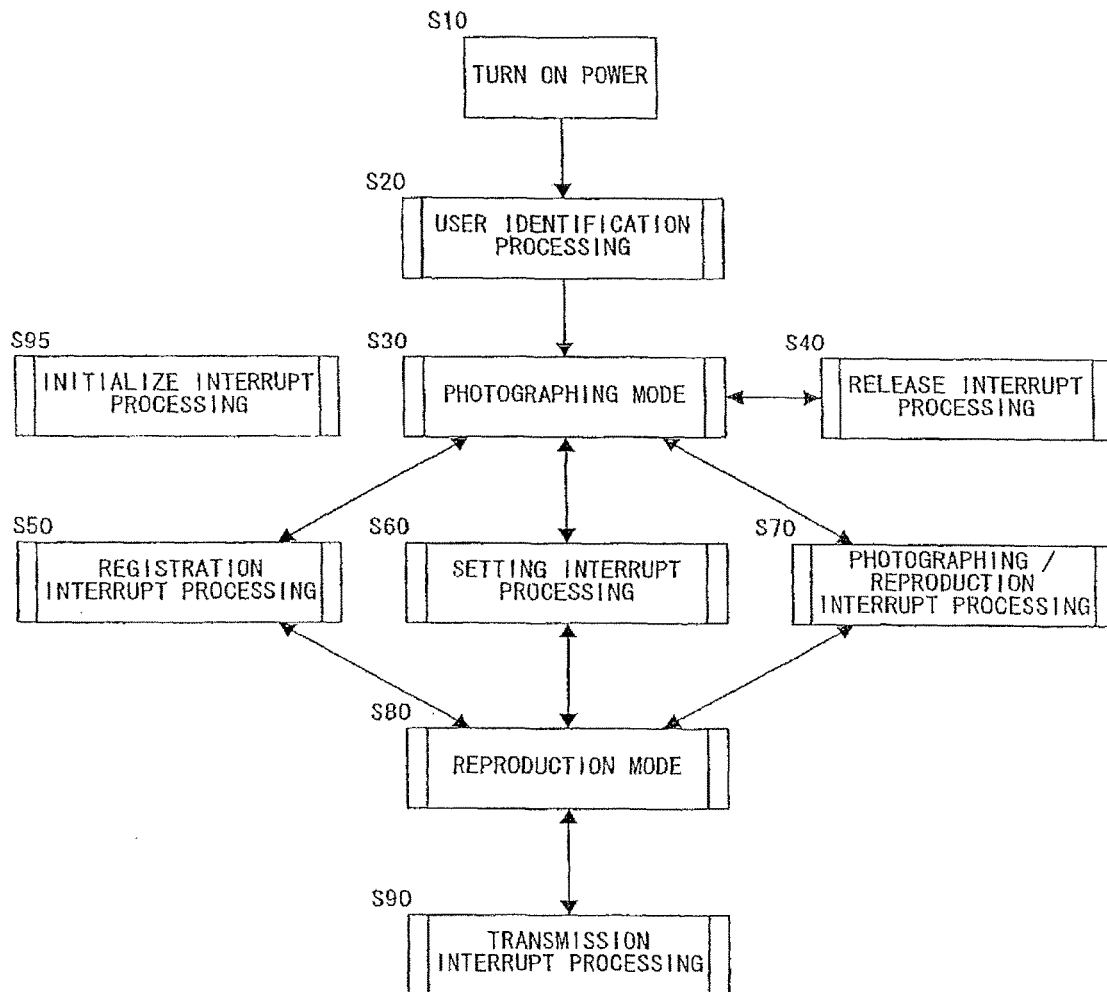 S10
TURN ON POWER
S20
USER IDENTIFICATION
PROCESSING
S95
INITIALIZE INTERRUPT
PROCESSING
S30
PHOTOGRAPHING MODE
S40
RELEASE INTERRUPT
PROCESSING
S50
REGISTRATION
INTERRUPT PROCESSING
S60
SETTING INTERRUPT
PROCESSING
S70
PHOTOGRAPHING /
REPRODUCTION
INTERRUPT PROCESSING
S80
REPRODUCTION MODE
S90
TRANSMISSION
INTERRUPT PROCESSING